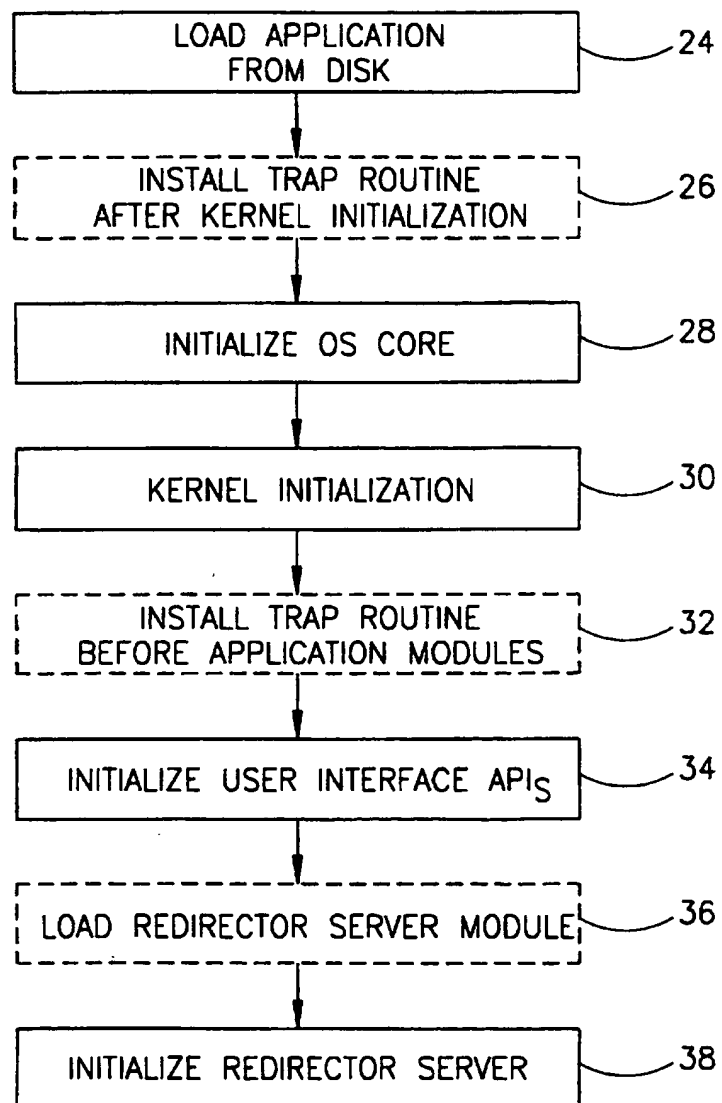 LOAD APPLICATION
FROM DISK
24
INSTALL TRAP ROUTINE
AFTER KERNEL INITIALIZATION
26
INITIALIZE OS CORE
28
KERNEL INITIALIZATION
30
INSTALL TRAP ROUTINE
BEFORE APPLICATION MODULES
32
INITIALIZE USER INTERFACE APIS
34
LOAD REDIRECTOR SERVER MODULE
36
INITIALIZE REDIRECTOR SERVER
38